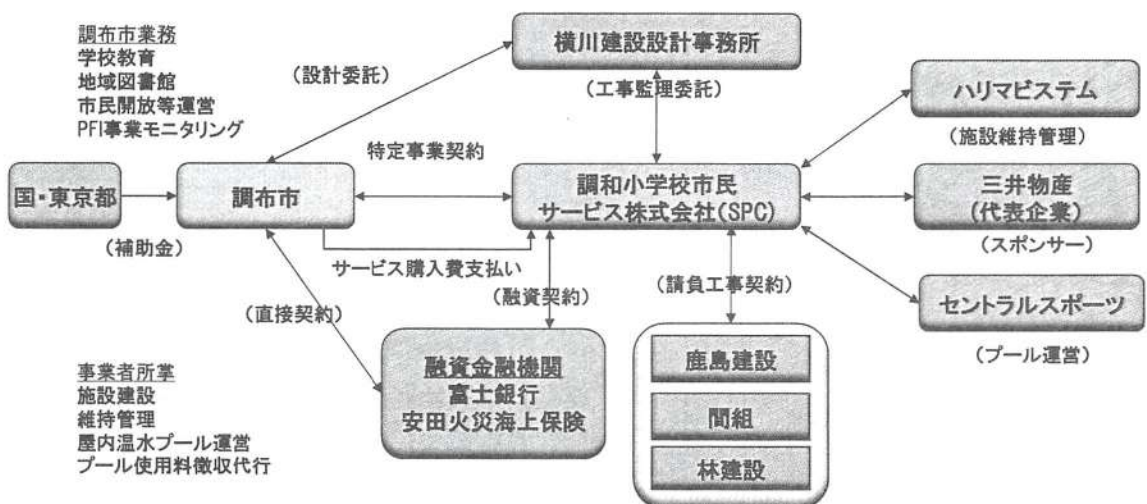 調布市業務
学校教育
地域図書館
市民開放等運営
PFI事業モニタリング
横川建設設計事務所
(設計委託)
(工事監理委託)
ハリマビステム
(施設維持管理)
特定事業契約
国・東京都
調布市
調和小学校市民
サービス株式会社(SPC)
三井物産
(代表企業)
(スポンサー)
(補助金)
サービス購入費支払い
(直接契約)
(融資契約)
(請負工事契約)
セントラルスポーツ
(プール運営)
融資金融機関
富士銀行
安田火災海上保険
鹿島建設
間組
林建設
事業者所掌
施設建設
維持管理
屋内温水プール運営
プール使用料徴収代行